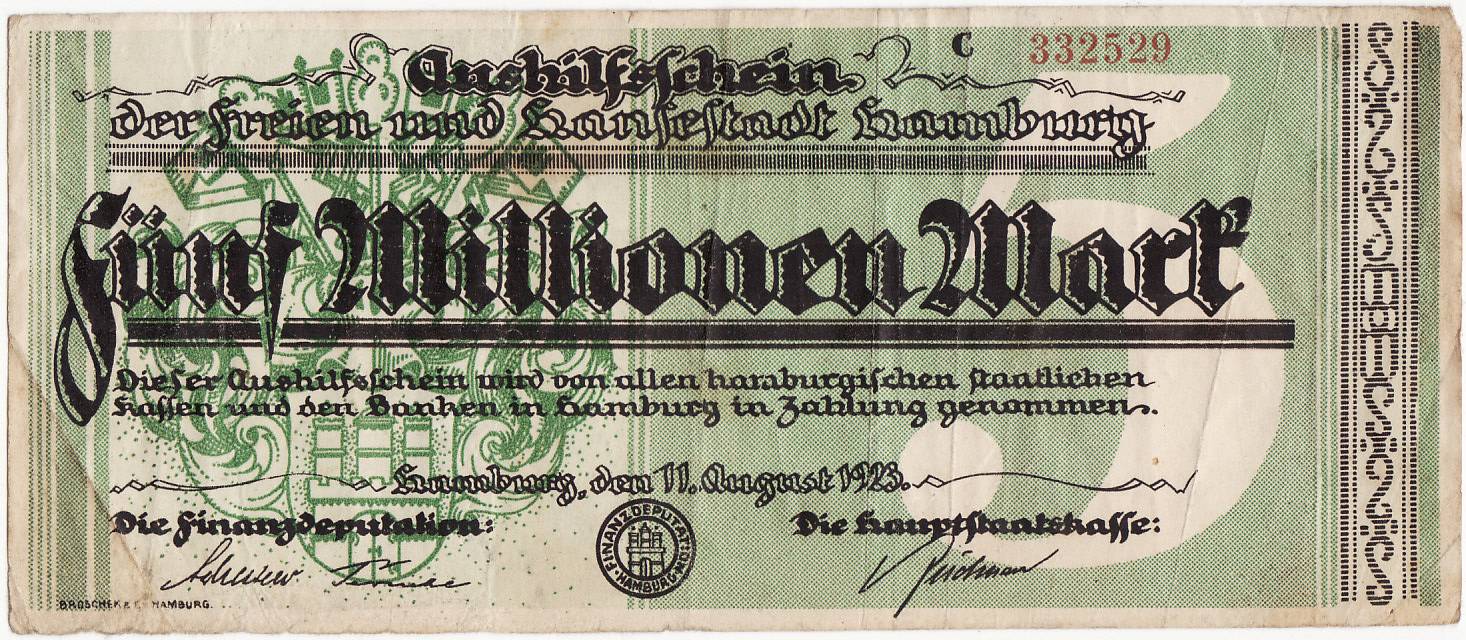 C 332529
Aushilfsschein
der Freien und Hansestadt Hamburg
Fünf Millionen Mark
Dieser Aushilfsschein wird von allen hamburgischen staatlichen
Kassen und den Banken in Hamburg in Zahlung genommen.
Hamburg, den 11. August 1923.
Die Finanzdeputation: Die Hauptstaatskasse:
FINANZDEPUTATION HAMBURG
BROSCHEK & Co HAMBURG.
5